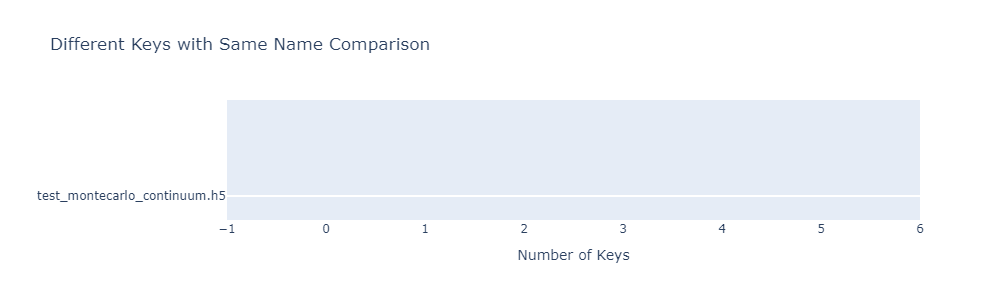 Different Keys with Same Name Comparison
test_montecarlo_continuum.h5
−1 0 1 2 3 4 5 6
Number of Keys